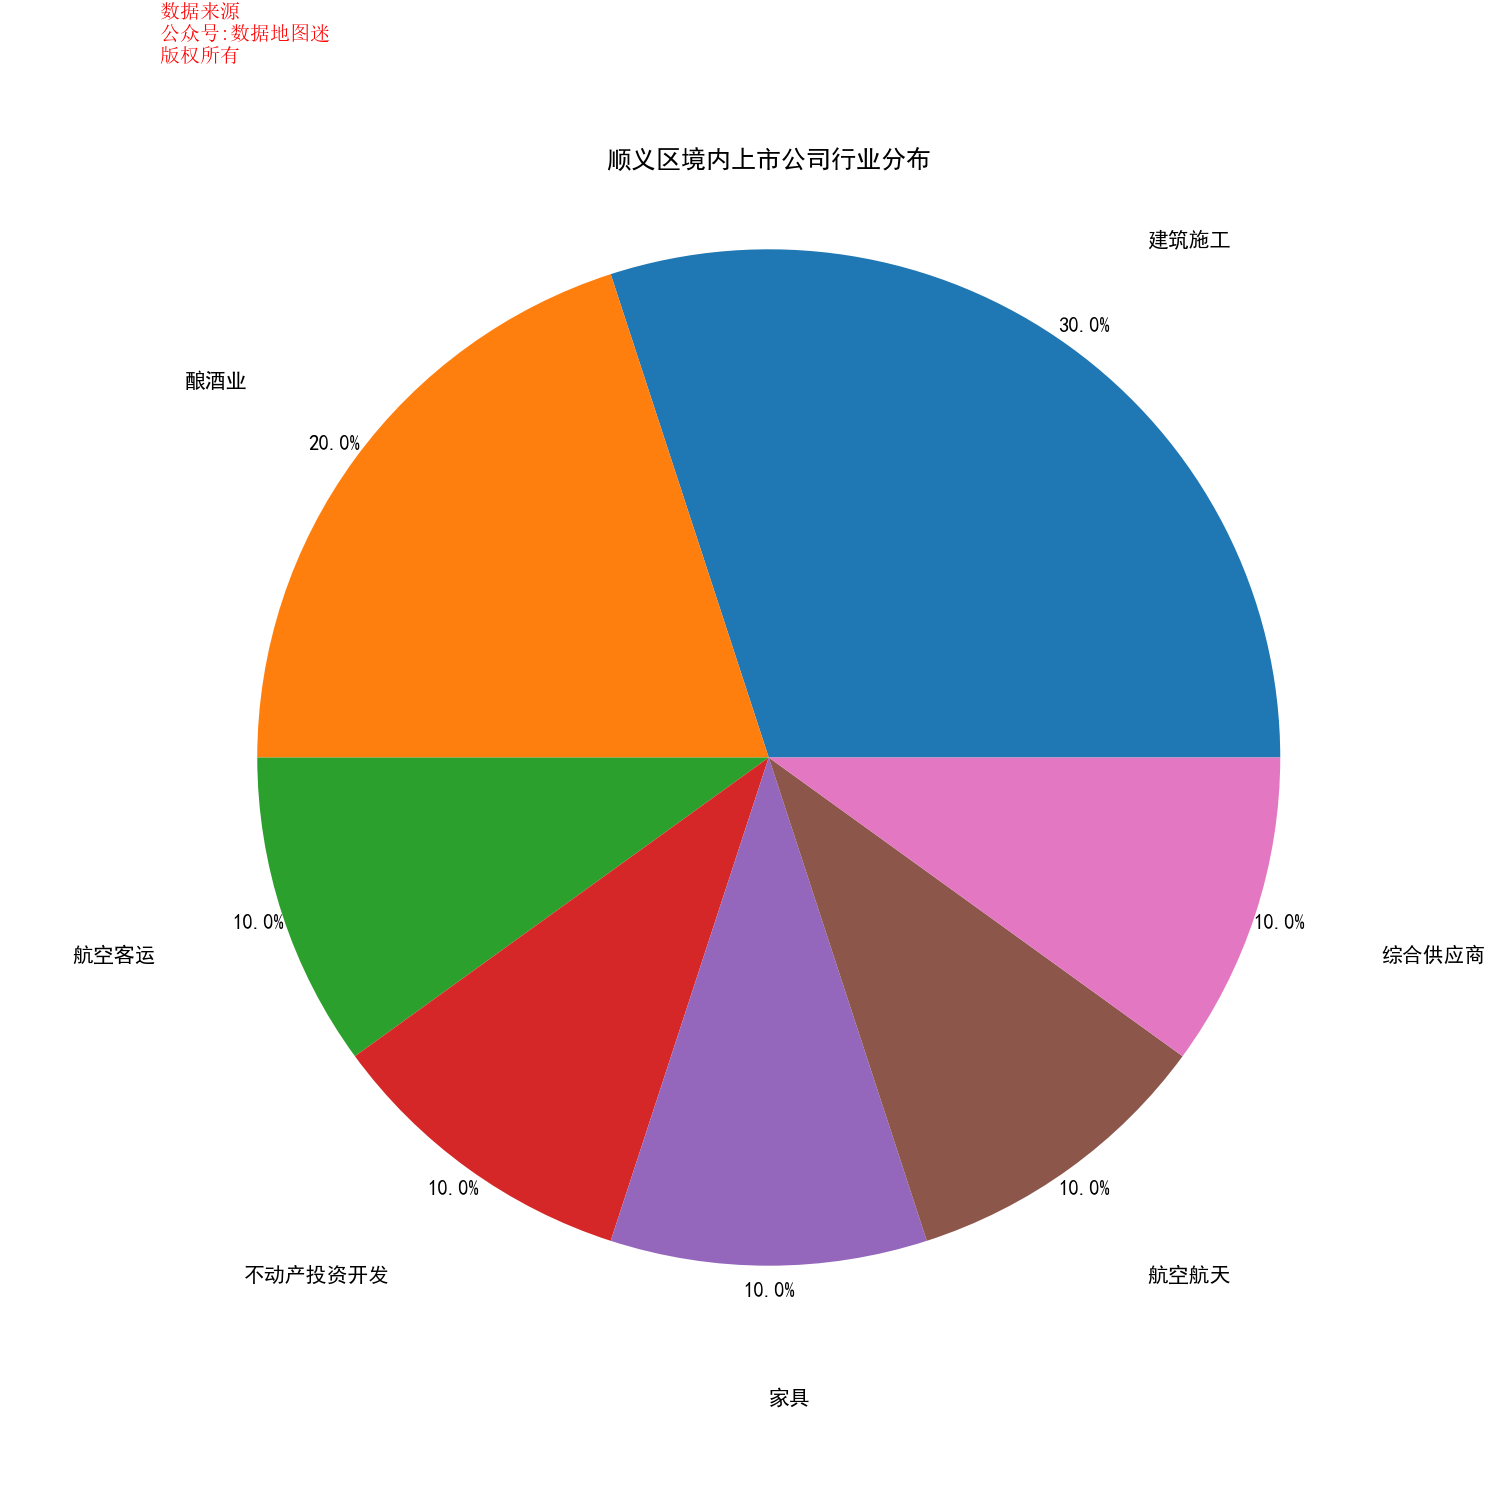 数据来源
公众号:数据地图迷
版权所有
顺义区境内上市公司行业分布
建筑施工
30.0%
酿酒业
20.0%
航空客运
10.0%
综合供应商
10.0%
不动产投资开发
10.0%
航空航天
10.0%
家具
10.0%